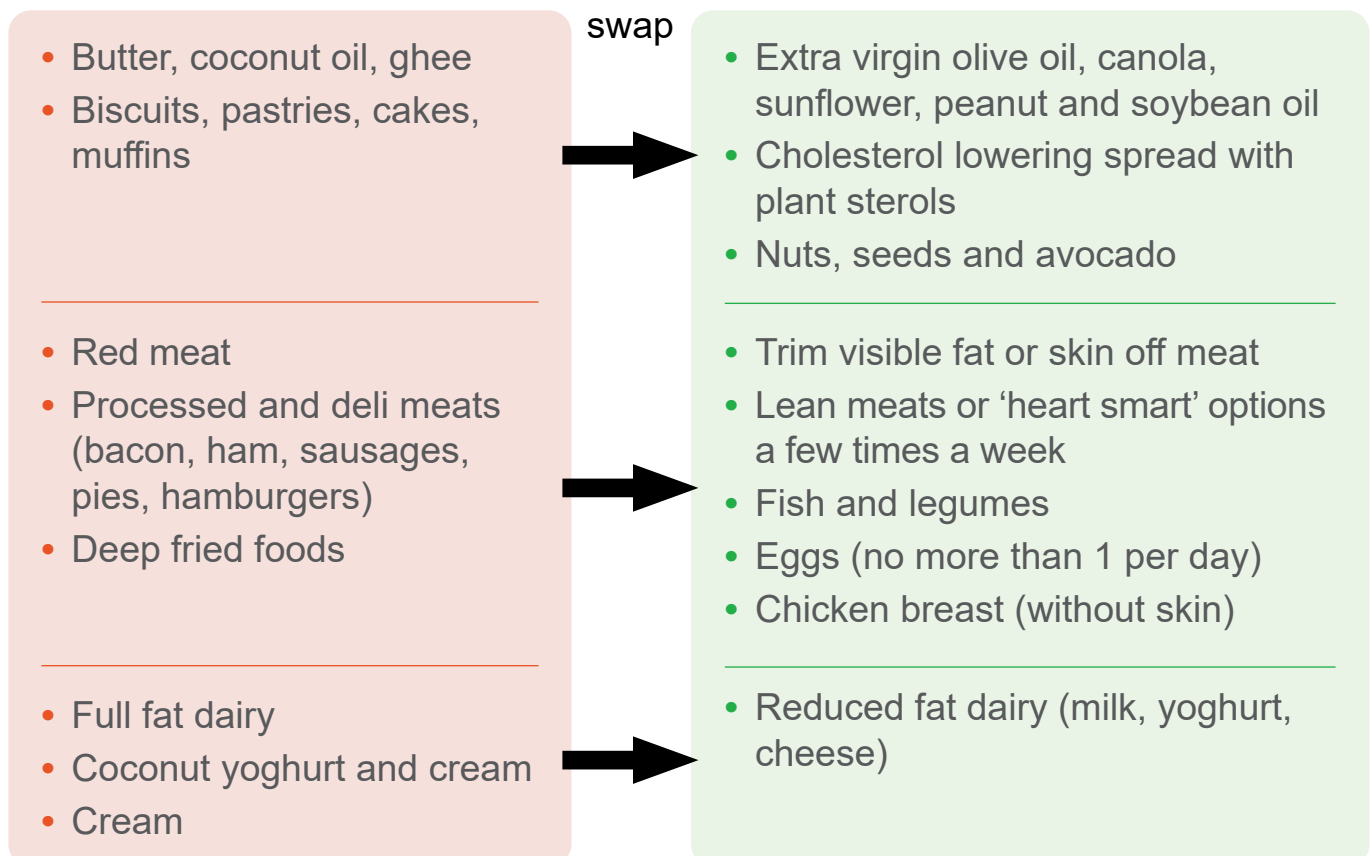 swap
• Butter, coconut oil, ghee
• Biscuits, pastries, cakes,
muffins
• Extra virgin olive oil, canola,
sunflower, peanut and soybean oil
• Cholesterol lowering spread with
plant sterols
• Nuts, seeds and avocado
• Red meat
• Processed and deli meats
(bacon, ham, sausages,
pies, hamburgers)
• Deep fried foods
• Trim visible fat or skin off meat
• Lean meats or ‘heart smart’ options
a few times a week
• Fish and legumes
• Eggs (no more than 1 per day)
• Chicken breast (without skin)
• Full fat dairy
• Coconut yoghurt and cream
• Cream
• Reduced fat dairy (milk, yoghurt,
cheese)